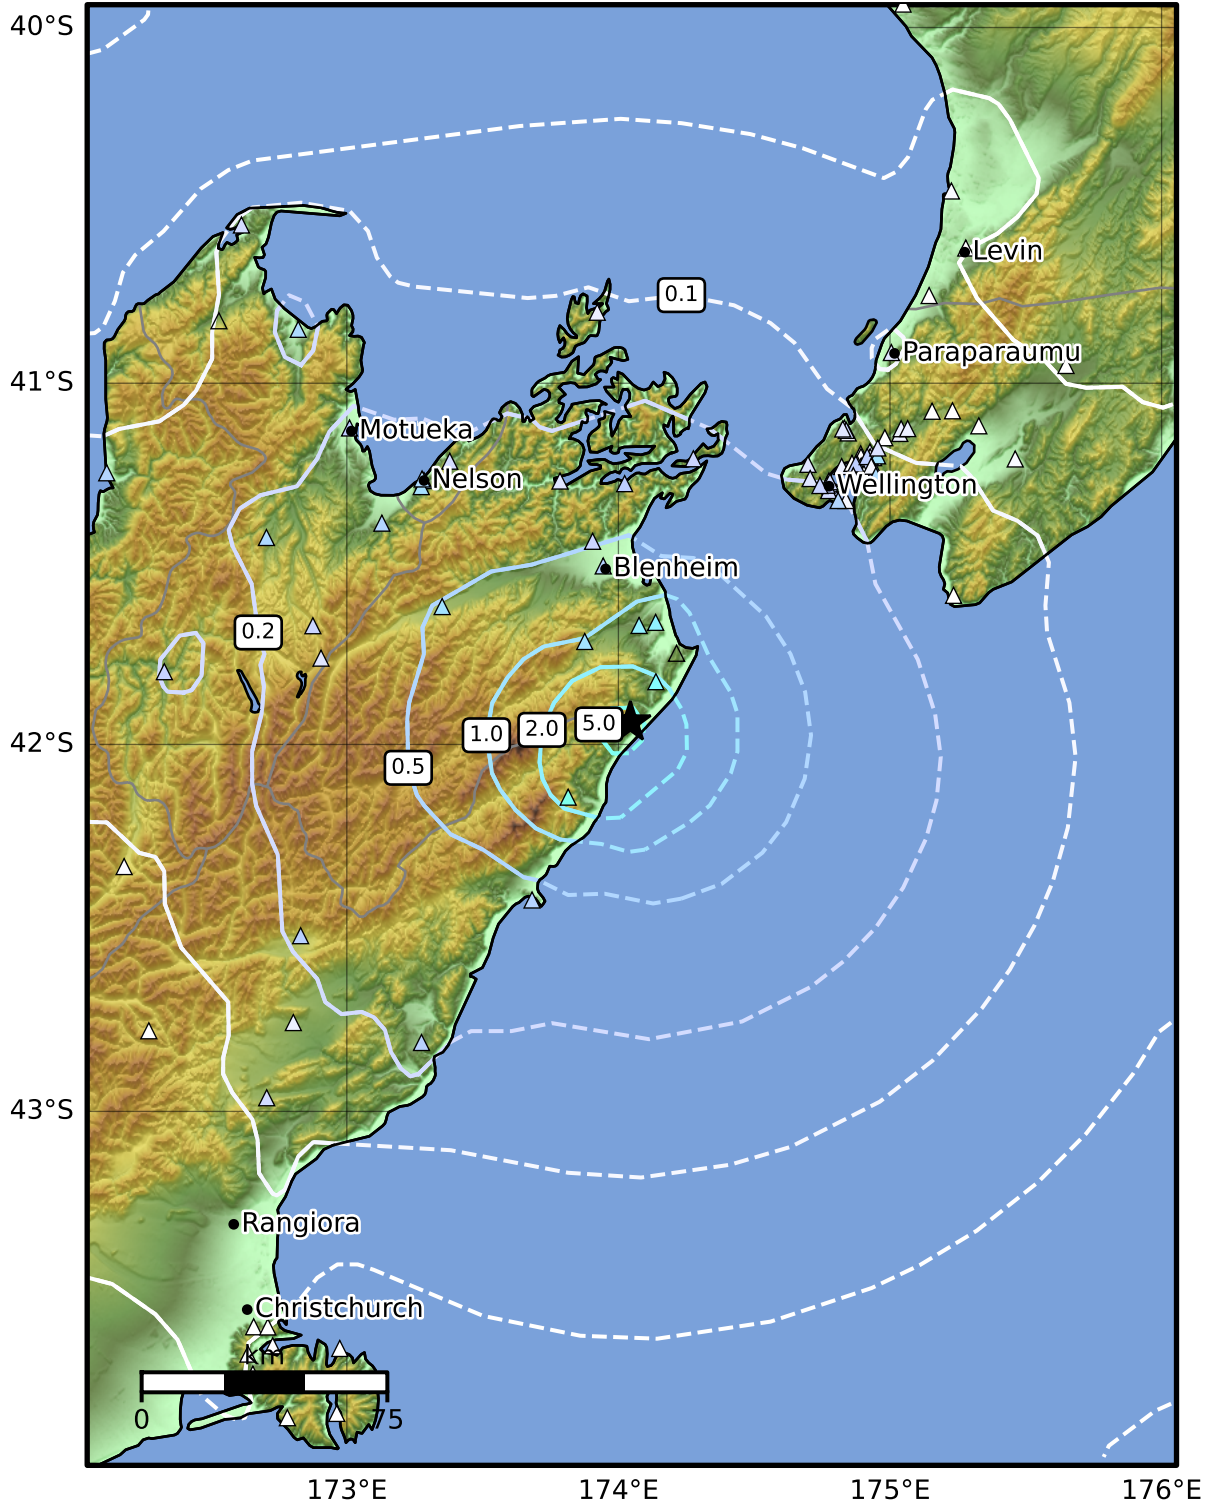 40°S
0.1
Levin
Paraparaumu
41°S
Motueka
Nelson
Wellington
Blenheim
0.2
5.0
2.0
1.0
42°S
0.5
43°S
Rangiora
Christchurch
km
0
75
173°E
174°E
175°E
176°E